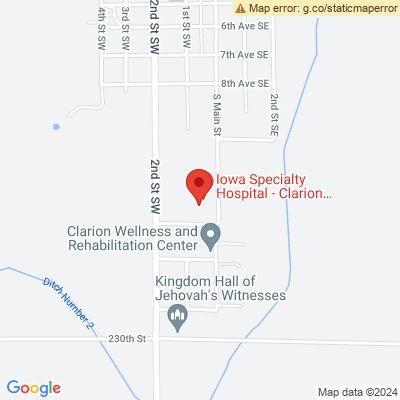 Map error: g.co/staticmaperror
6th Ave SE
7th Ave SE
8th Ave SE
4th St SW
3rd St SW
2nd St SW
1st St SW
S Main St
2nd St SE
2nd St SW
Iowa Specialty
Hospital - Clarion...
Clarion Wellness and
Rehabilitation Center
Ditch Number 2
Kingdom Hall of
Jehovah's Witnesses
230th St
Google
Map data ©2024